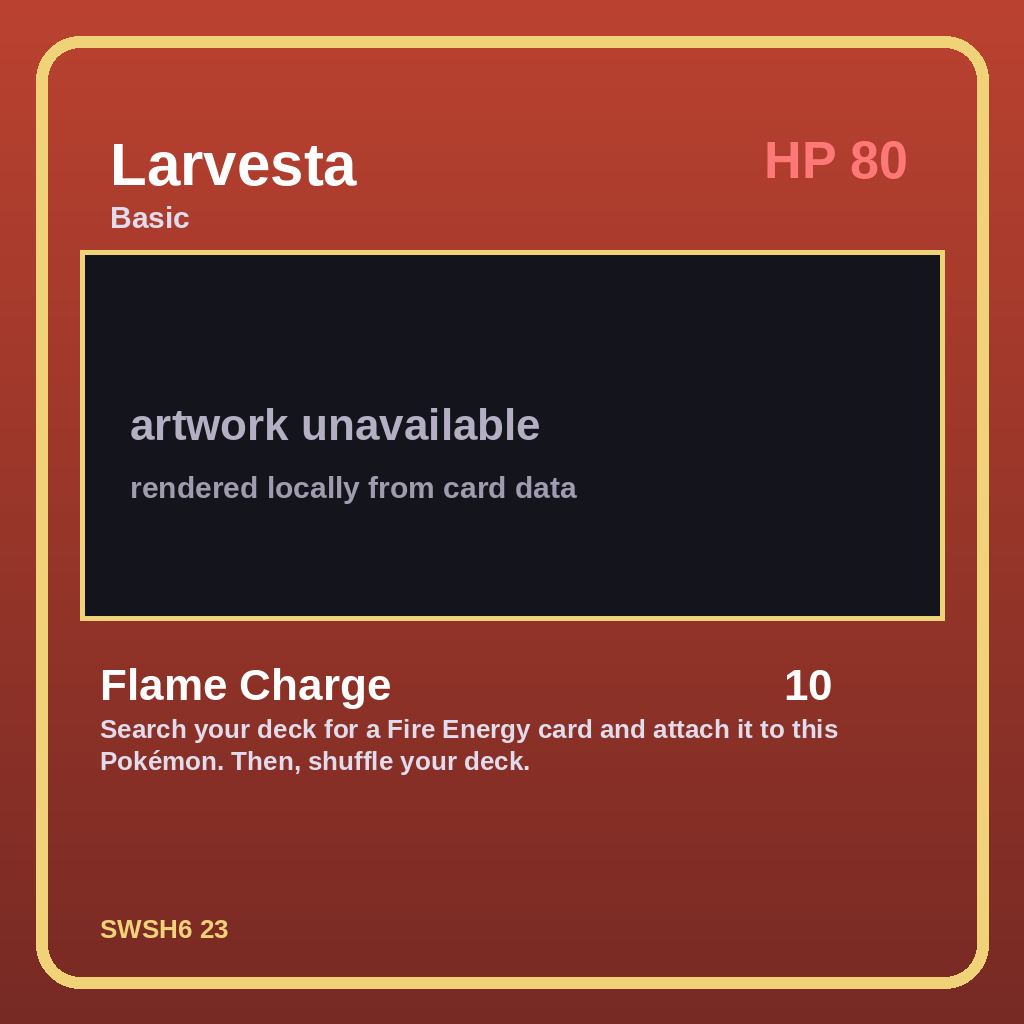 Larvesta
HP 80
Basic
artwork unavailable
rendered locally from card data
Flame Charge
10
Search your deck for a Fire Energy card and attach it to this
Pokémon. Then, shuffle your deck.
SWSH6 23